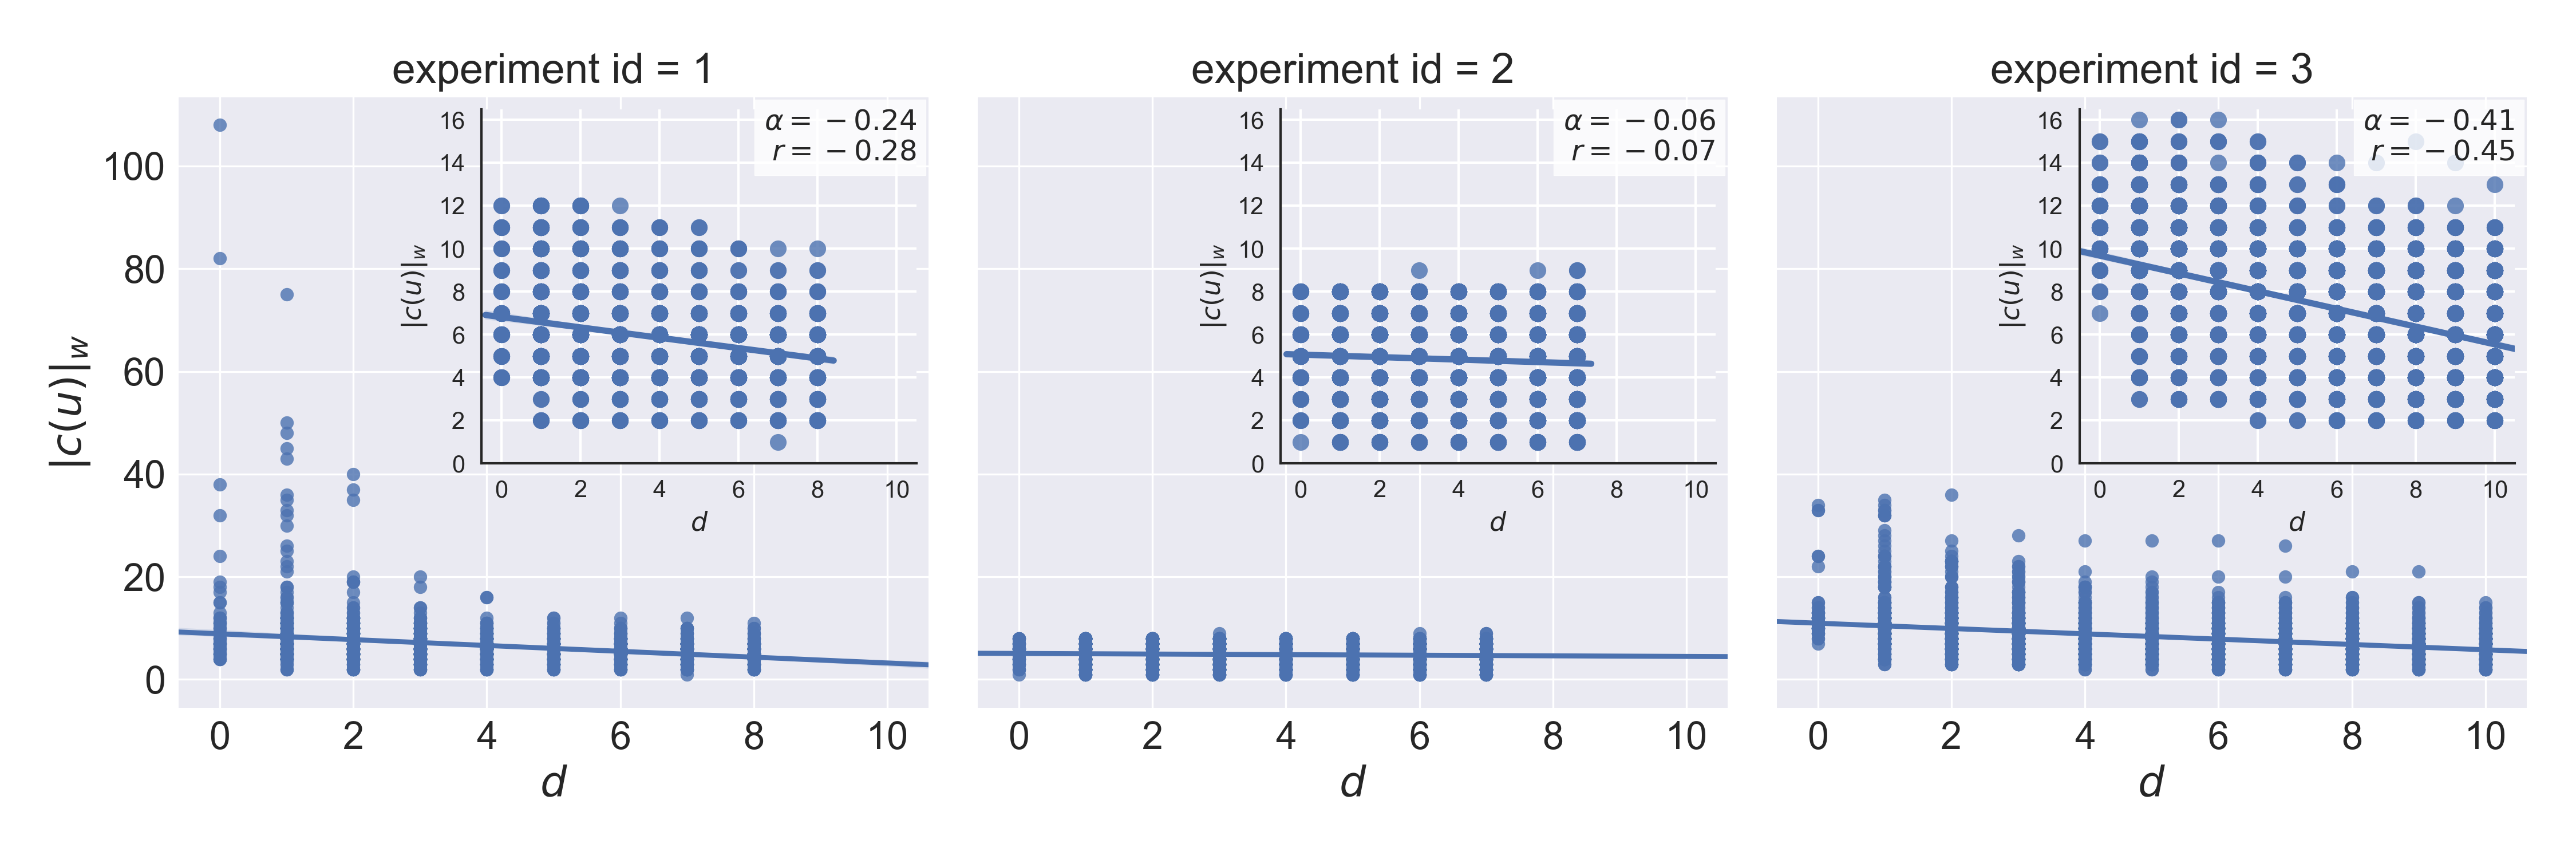 experiment id = 1
experiment id = 2
experiment id = 3
|c(u)|_w
100
80
60
40
20
0
0 2 4 6 8 10
d
|c(u)|_w
16
14
12
10
8
6
4
2
0
0 2 4 6 8 10
d
α = −0.24
r = −0.28
0 2 4 6 8 10
d
|c(u)|_w
16
14
12
10
8
6
4
2
0
0 2 4 6 8 10
d
α = −0.06
r = −0.07
0 2 4 6 8 10
d
|c(u)|_w
16
14
12
10
8
6
4
2
0
0 2 4 6 8 10
d
α = −0.41
r = −0.45